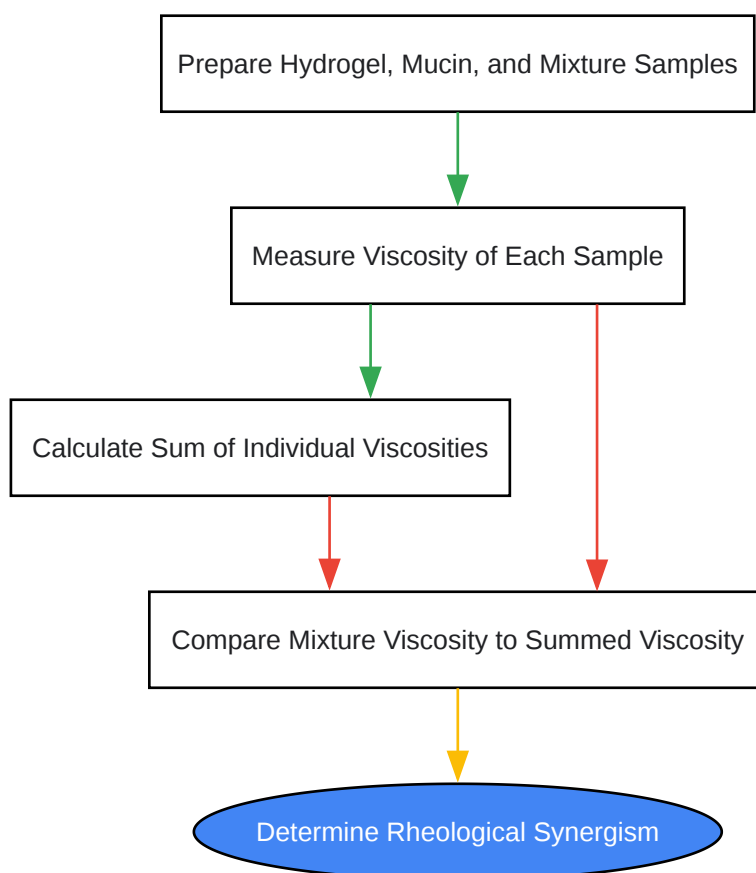 Prepare Hydrogel, Mucin, and Mixture Samples
Measure Viscosity of Each Sample
Calculate Sum of Individual Viscosities
Compare Mixture Viscosity to Summed Viscosity
Determine Rheological Synergism